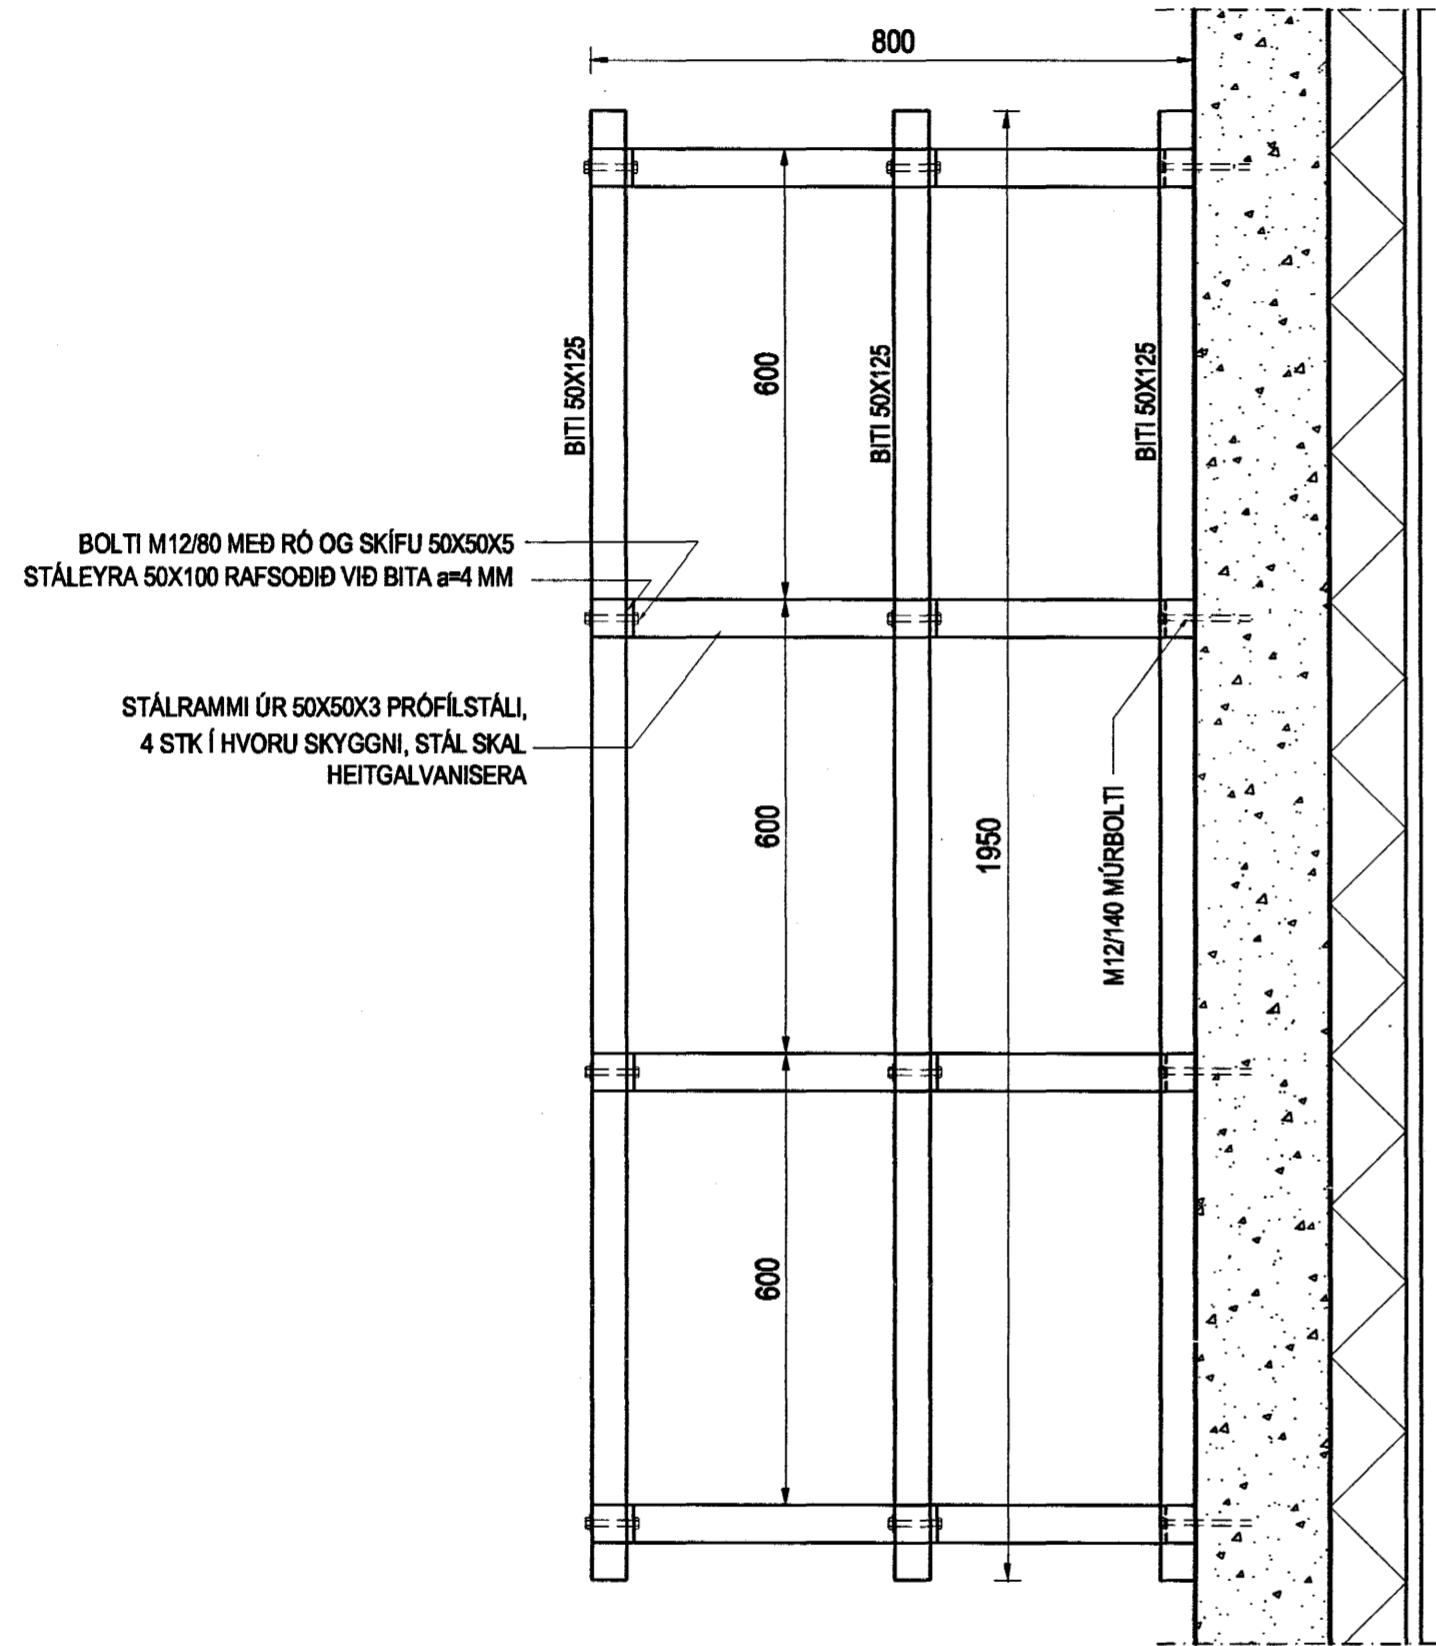 800
BITI 50X125
600
BITI 50X125
BITI 50X125
BOLTI M12/80 MEÐ RÓ OG SKÍFU 50X50X5
STÁLEYRA 50X100 RAFSOÐIÐ VIÐ BITA a=4 MM
STÁLRAMMI ÚR 50X50X3 PRÓFÍLSTÁLI,
4 STK Í HVORU SKYGGNI, STÁL SKAL
HEITGALVANISERA
600
1950
M12/140 MÚRBOLTI
600